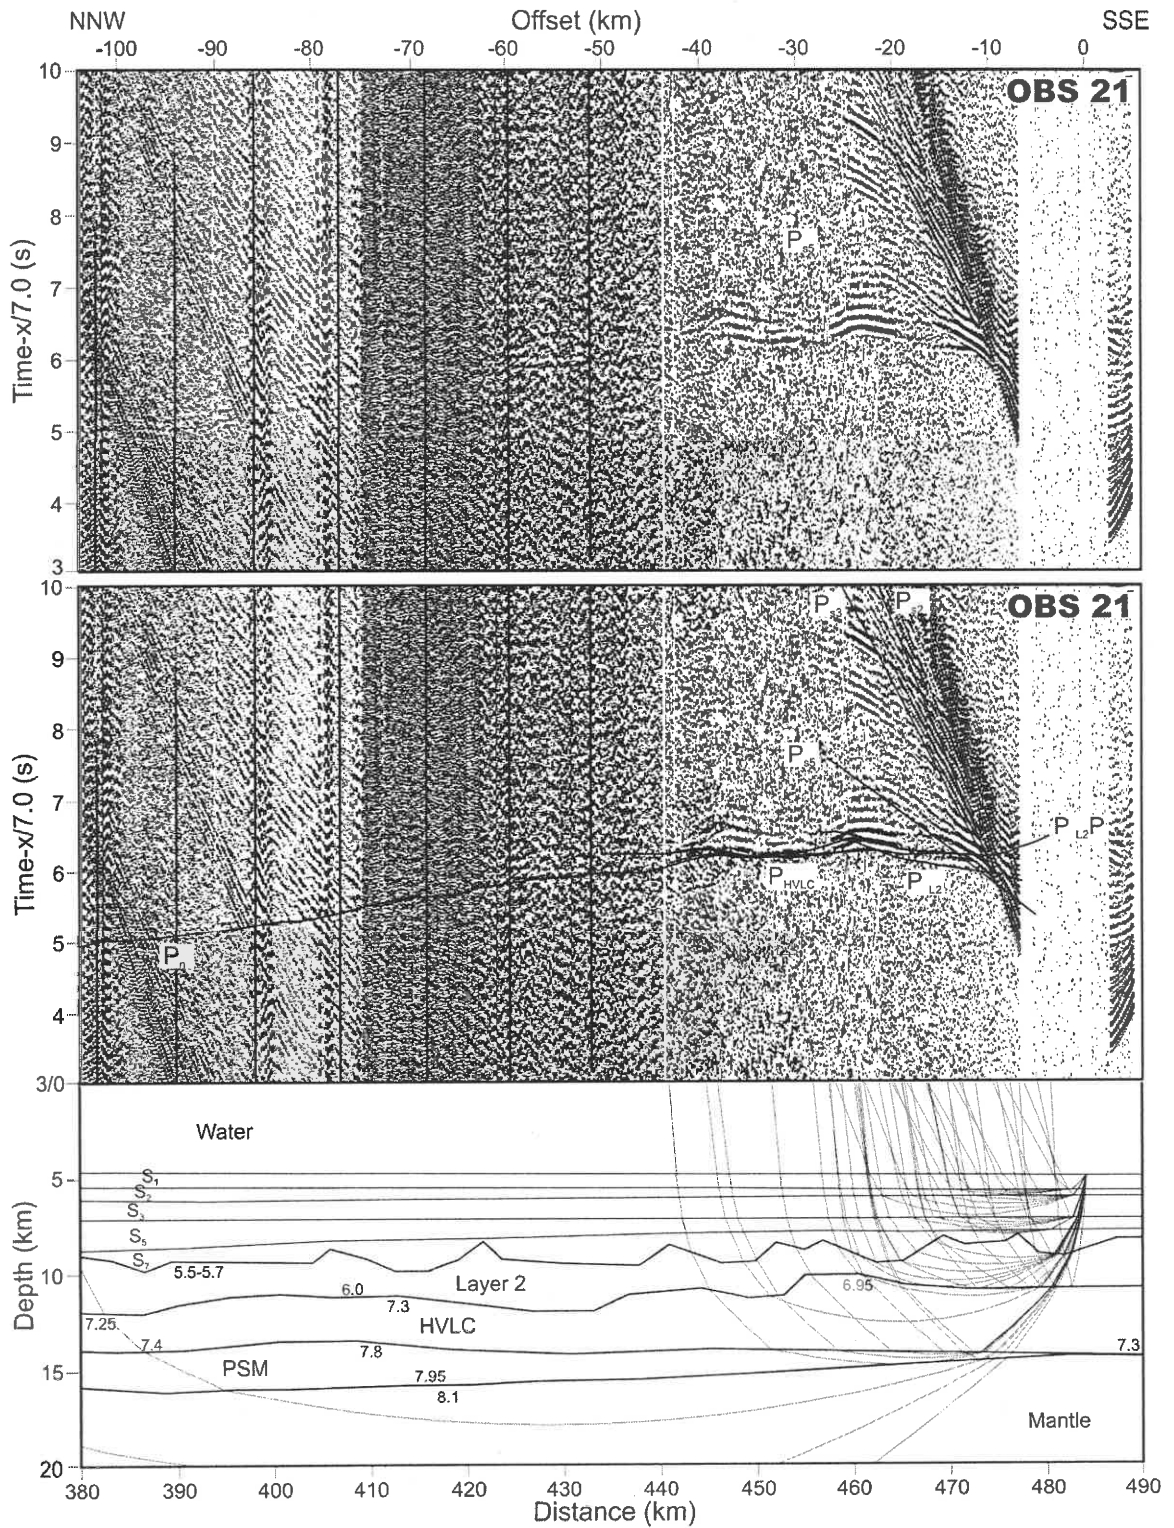 NNW Offset (km) SSE
-100 -90 -80 -70 -60 -50 -40 -30 -20 -10 0
OBS 21
10
9
8
7
6
5
4
3
Time-x/7.0 (s)
Ps5
OBS 21
10
9
8
7
6
5
4
3/0
Time-x/7.0 (s)
Ps3
Ps2
P
PL2P
PHVLC
PL2
Pn
Water
S1
S2
S3
S5
S7
5.5-5.7
Layer 2
6.0
6.95
7.3
7.25
HVLC
7.4
7.8
7.3
PSM
7.95
8.1
Mantle
5
10
15
20
Depth (km)
380 390 400 410 420 430 440 450 460 470 480 490
Distance (km)